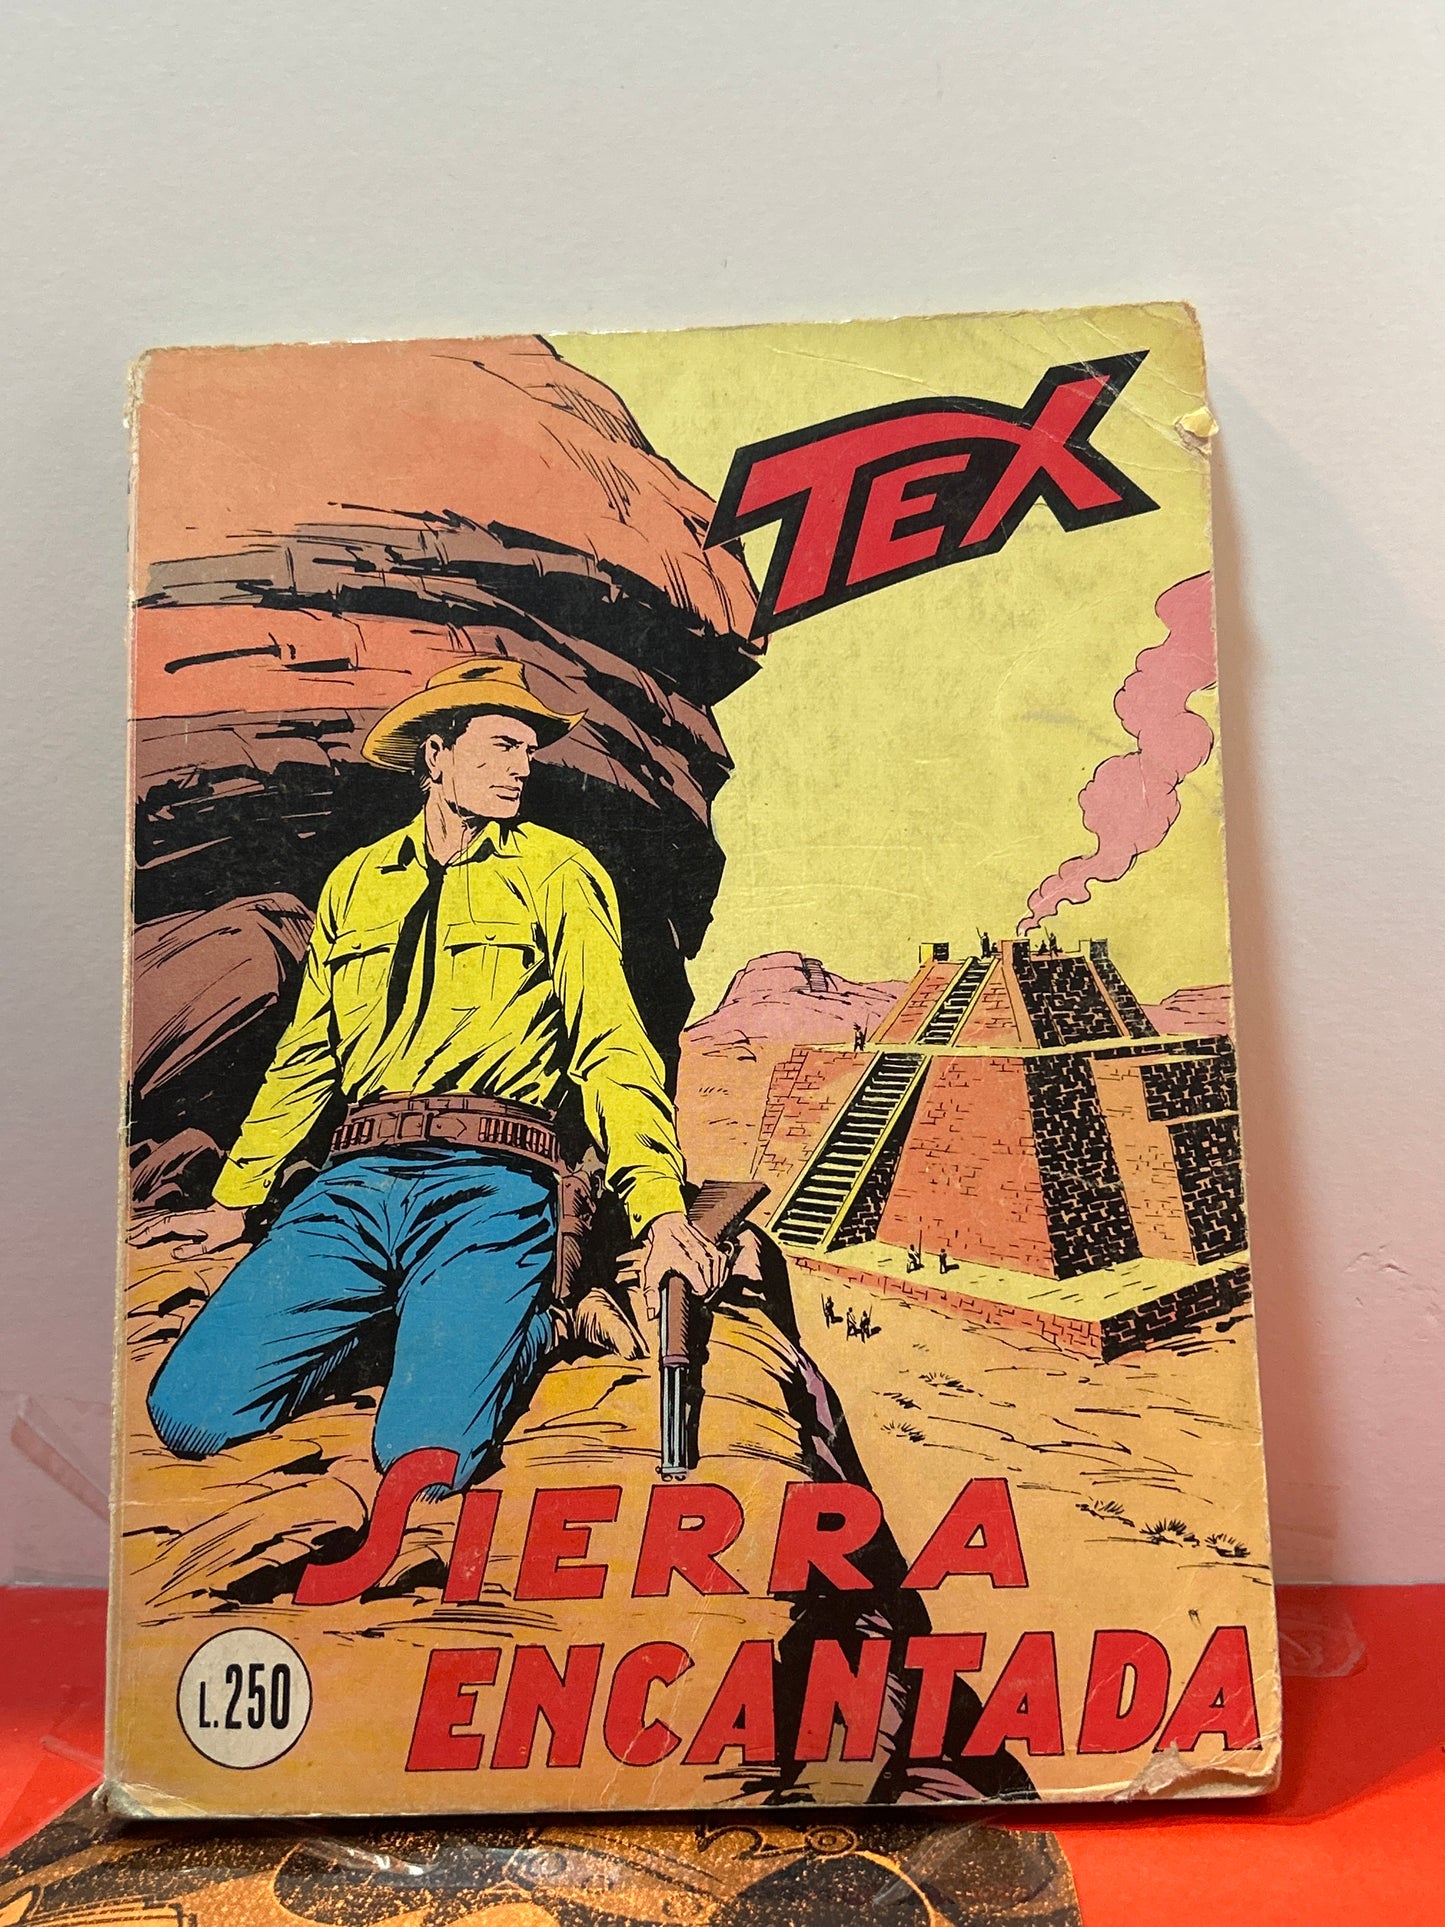 TEX
SIERRA
ENCANTADA
L.250